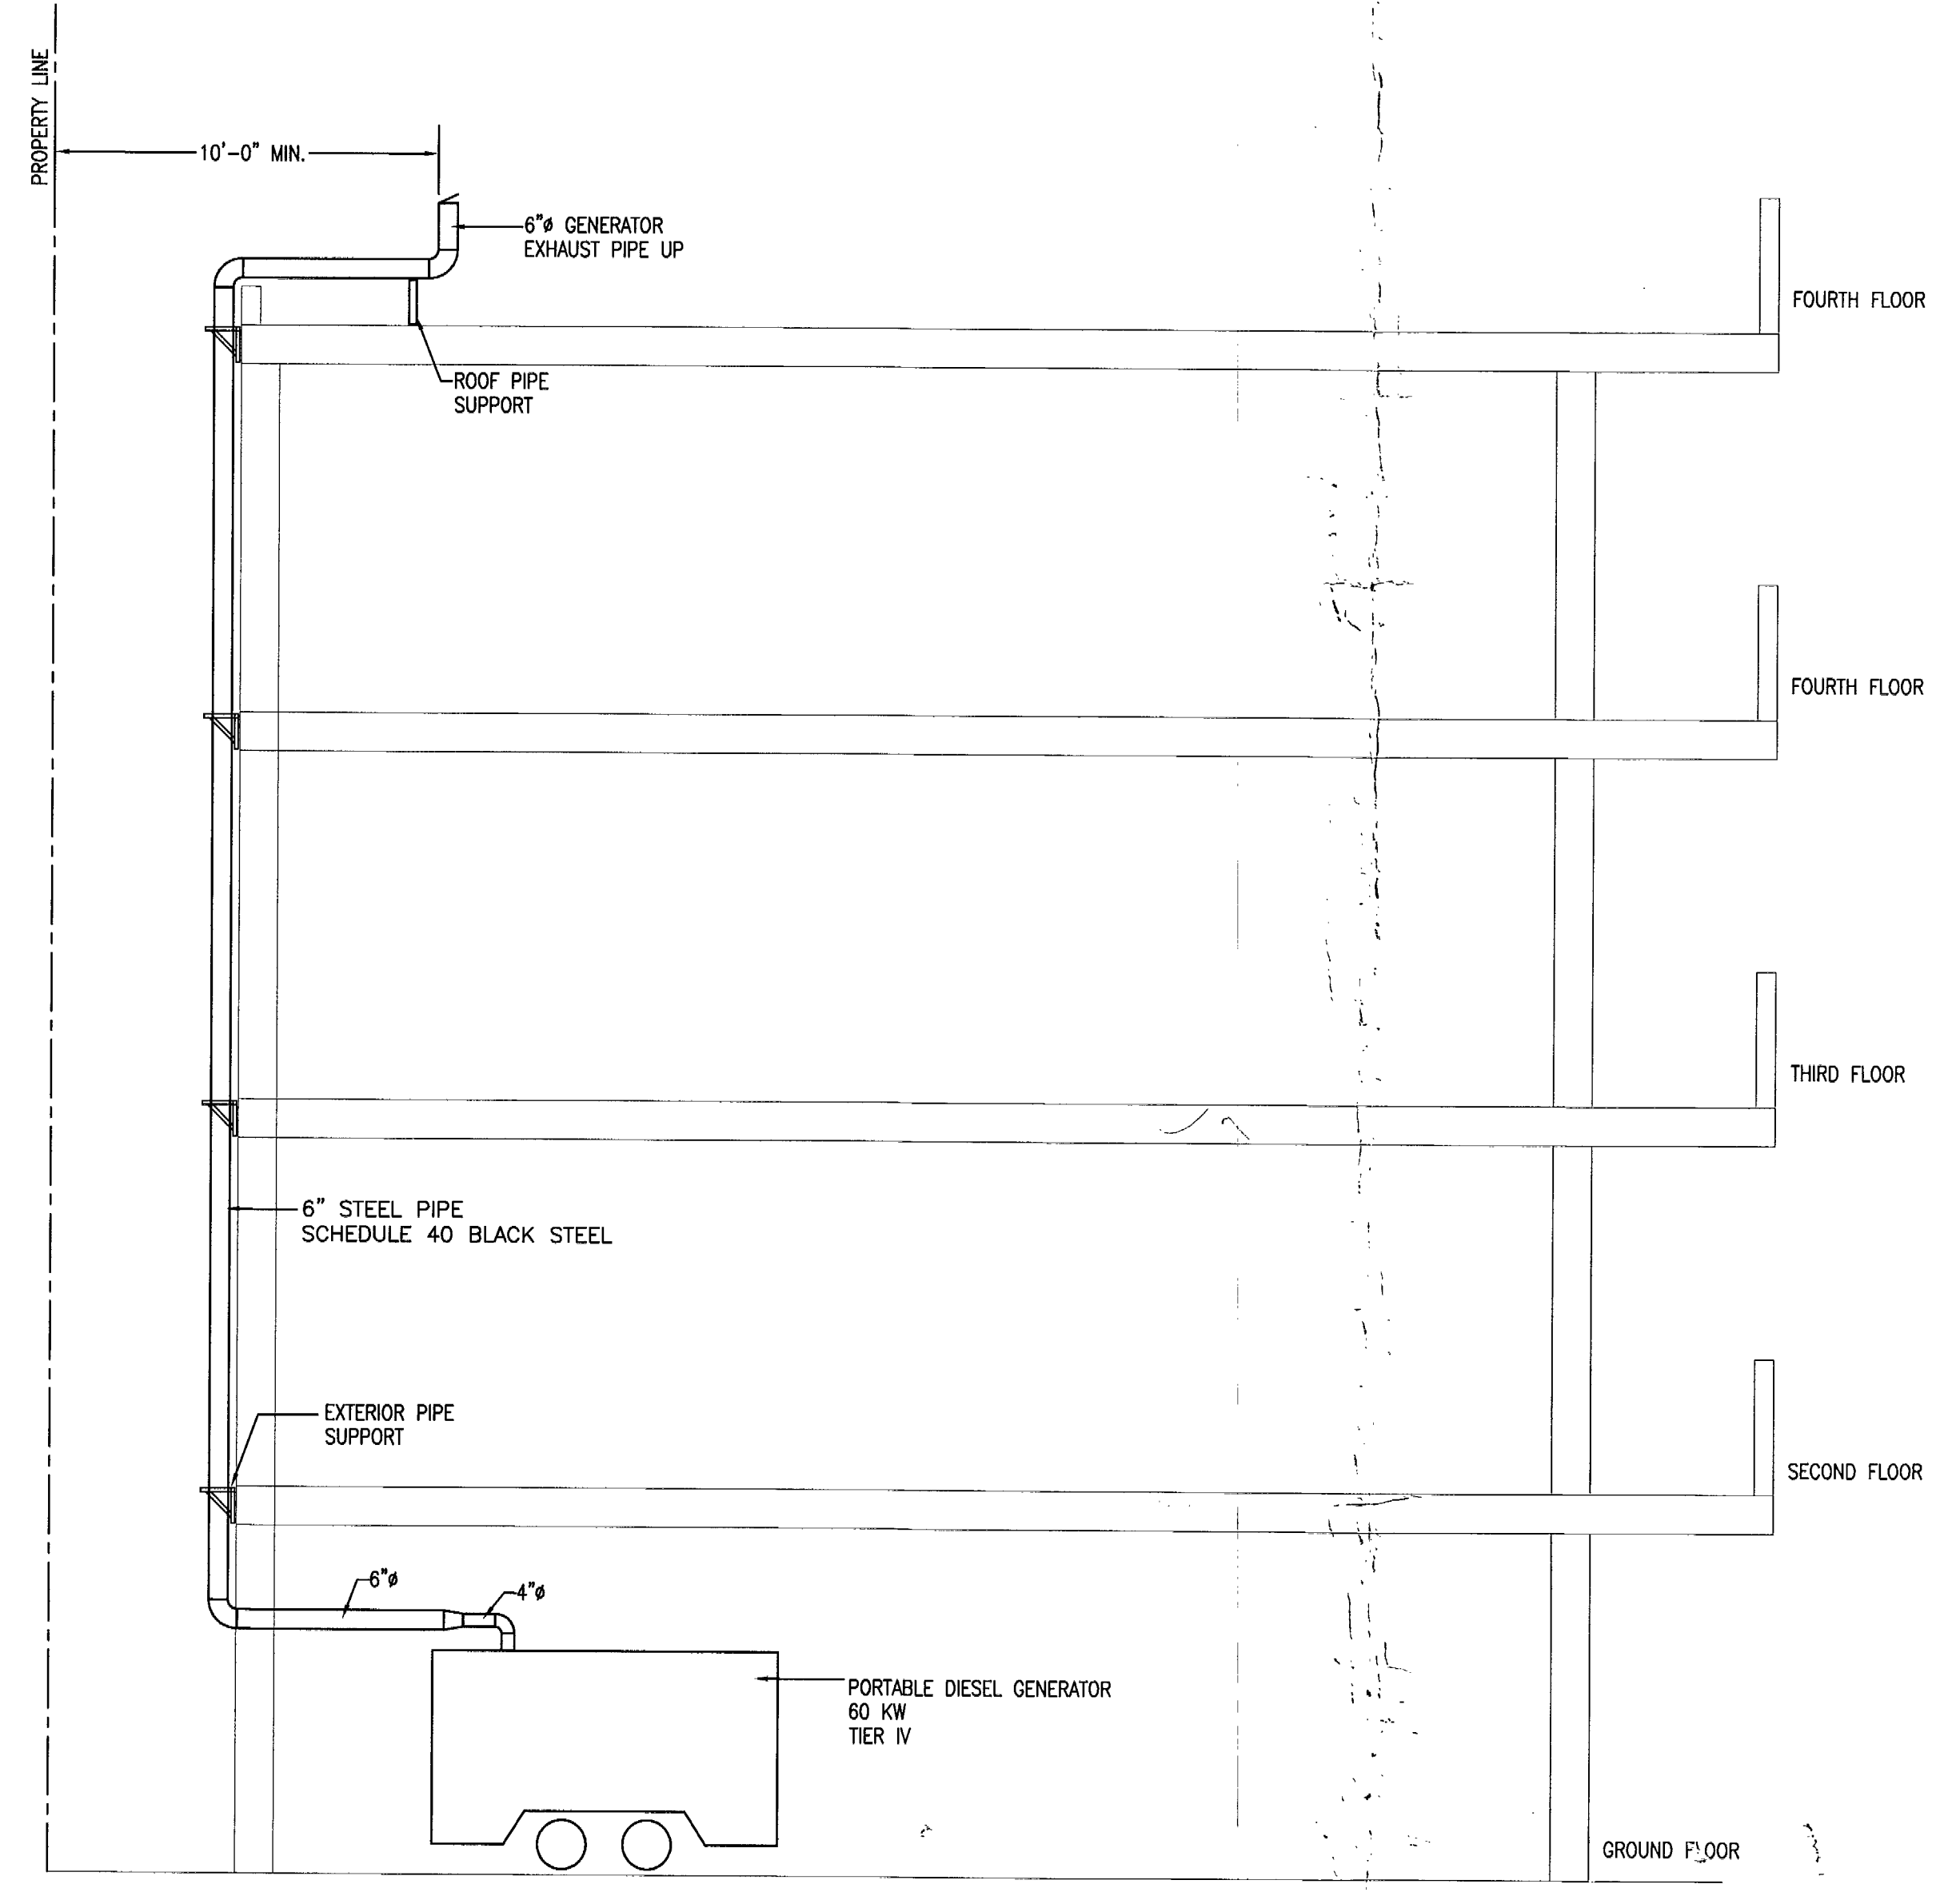 PROPERTY LINE
10'-0" MIN.
6"ø GENERATOR
EXHAUST PIPE UP
FOURTH FLOOR
ROOF PIPE
SUPPORT
FOURTH FLOOR
THIRD FLOOR
6" STEEL PIPE
SCHEDULE 40 BLACK STEEL
EXTERIOR PIPE
SUPPORT
SECOND FLOOR
6"ø
4"ø
PORTABLE DIESEL GENERATOR
60 KW
TIER IV
GROUND FLOOR